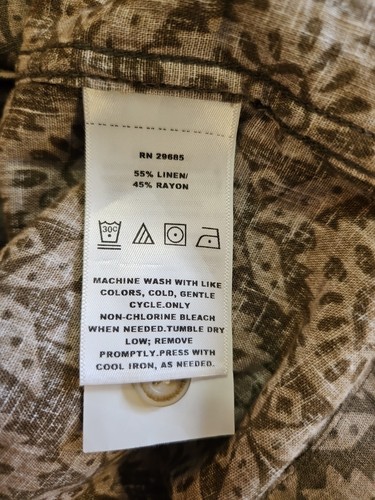 RN 29685
55% LINEN/
45% RAYON
30C
MACHINE WASH WITH LIKE
COLORS, COLD, GENTLE
CYCLE.ONLY
NON-CHLORINE BLEACH
WHEN NEEDED.TUMBLE DRY
LOW; REMOVE
PROMPTLY.PRESS WITH
COOL IRON, AS NEEDED.